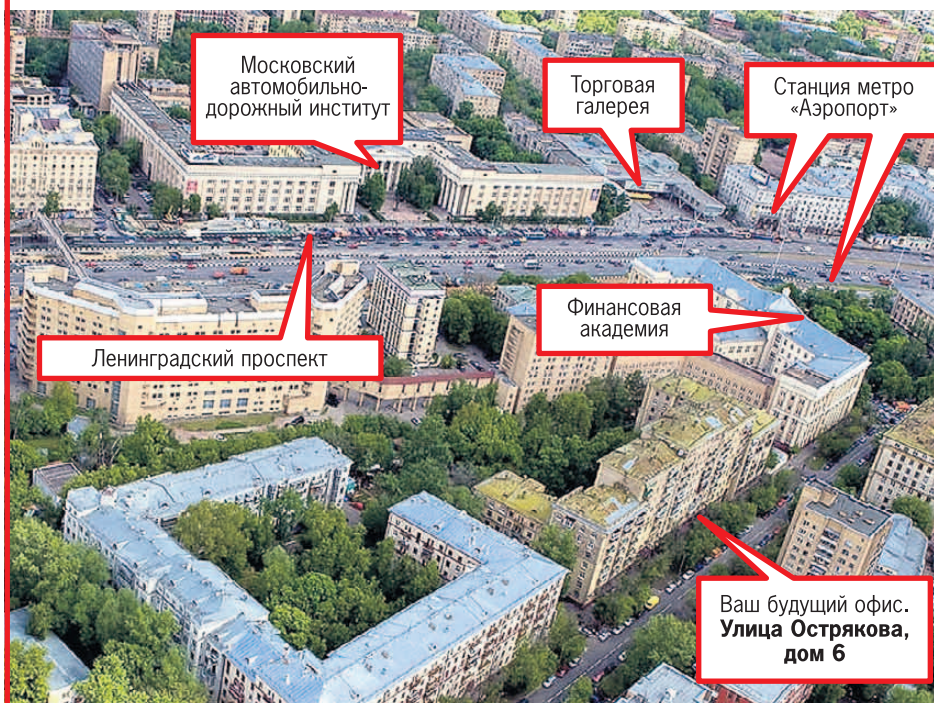 Московский
автомобильно-
дорожный институт
Торговая
галерея
Станция метро
«Аэропорт»
Финансовая
академия
Ленинградский проспект
Ваш будущий офис.
Улица Острякова,
дом 6